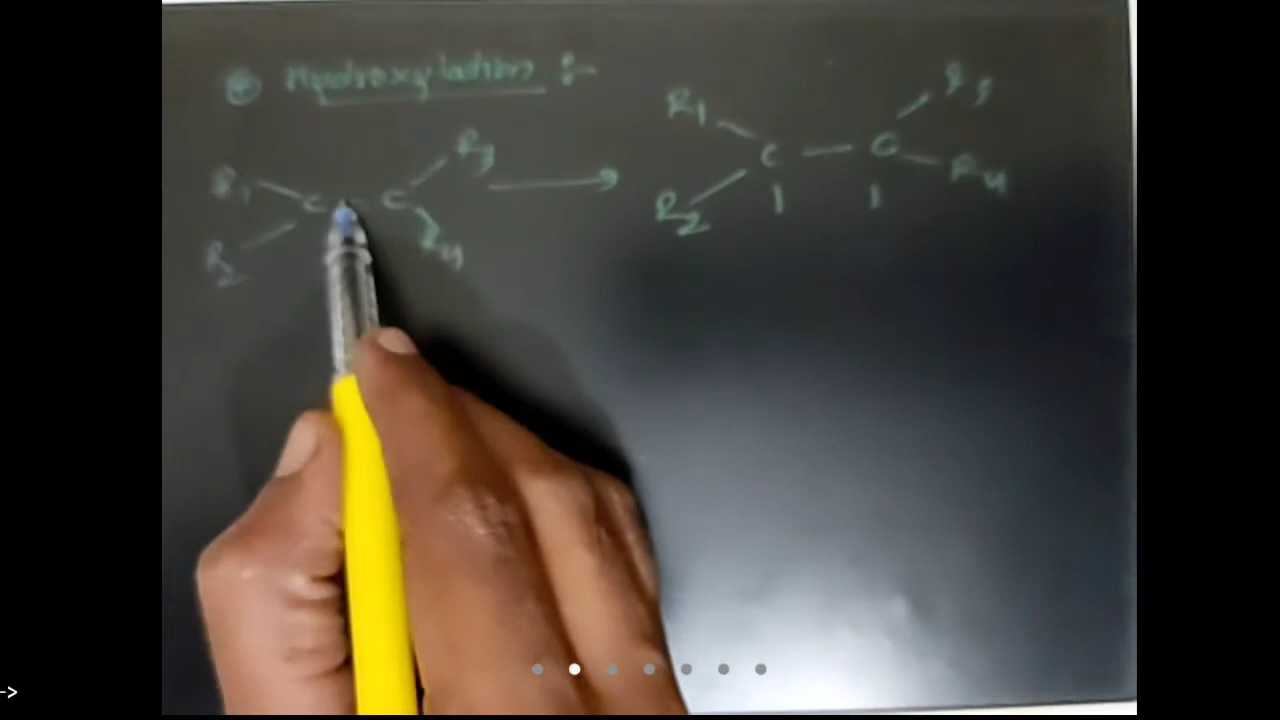 * Hydroxylation :-
R1 C C R3 R2 R4 → R1 C — C R3 R2 R4
->